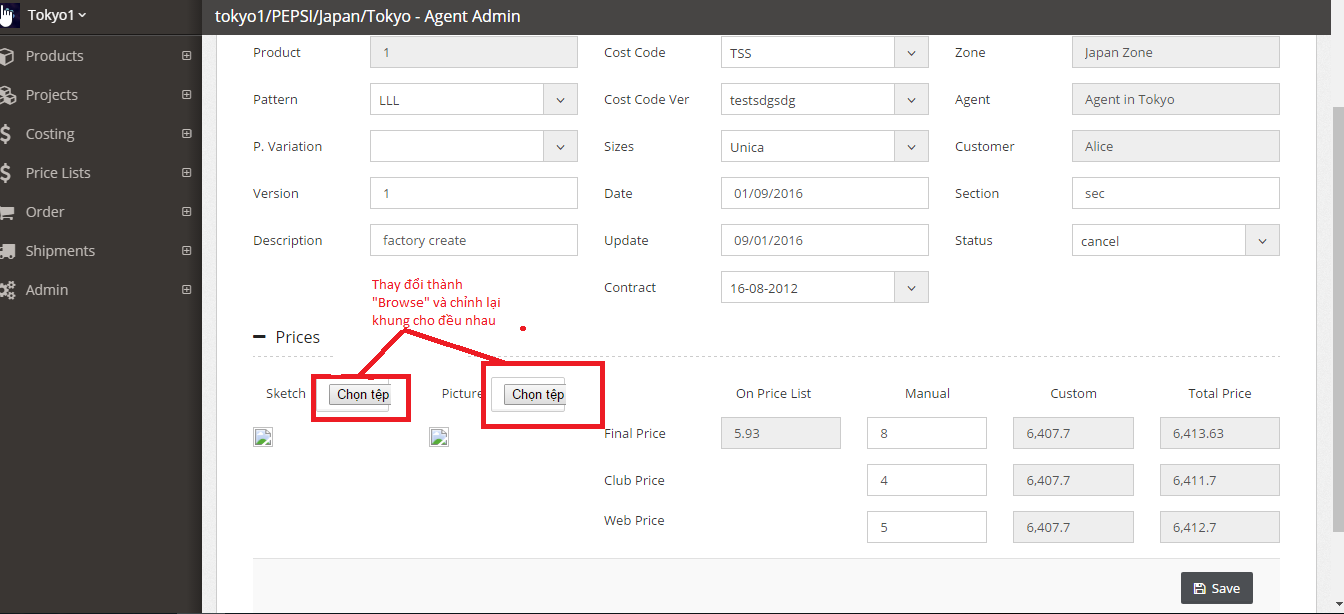 Tokyo1
tokyo1/PEPSI/Japan/Tokyo - Agent Admin
Products
Projects
Costing
Price Lists
Order
Shipments
Admin
Product 1 Cost Code TSS Zone Japan Zone
Pattern LLL Cost Code Ver testsdgsdg Agent Agent in Tokyo
P. Variation Sizes Unica Customer Alice
Version 1 Date 01/09/2016 Section sec
Description factory create Update 09/01/2016 Status cancel
Contract 16-08-2012
Thay đổi thành
"Browse" và chỉnh lại
khung cho đều nhau
Prices
Sketch Chọn tệp Picture Chọn tệp On Price List Manual Custom Total Price
Final Price 5.93 8 6,407.7 6,413.63
Club Price 4 6,407.7 6,411.7
Web Price 5 6,407.7 6,412.7
Save